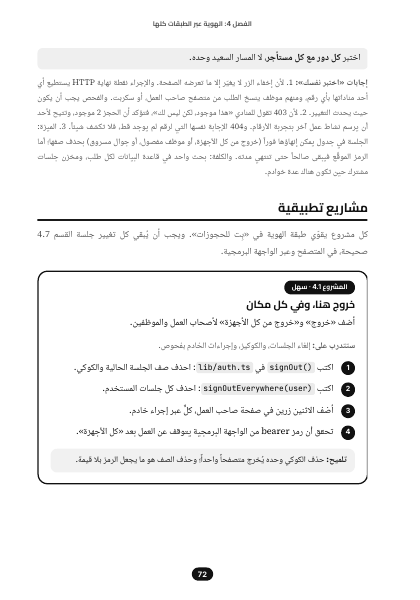 الفصل 4: الهوية عبر الطبقات كلها
اختبر كل دور مع كل مستأجر، لا المسار السعيد وحده.
إجابات «اختبر نفسك»: 1. لأن إخفاء الزر لا يغيّر إلا ما تعرضه الصفحة. والإجراء نقطة نهاية HTTP يستطيع أي
أحد مناداتها بأي رقم، ومنهم موظف ينسخ الطلب من متصفح صاحب العمل، أو سكربت. والفحص يجب أن يكون
حيث يحدث التغيير. 2. لأن 403 تقول للمنادي «هذا موجود، لكن ليس لك»، فتؤكد أن الحجز 2 موجود، وتتيح لأحد
أن يرسم نشاط عمل آخر بتجربة الأرقام. و404 الإجابة نفسها التي لرقم لم يوجد قط، فلا تكشف شيئاً. 3. الميزة:
الجلسة في جدول يمكن إنهاؤها فوراً (خروج من كل الأجهزة، أو موظف مفصول، أو جوال مسروق) بحذف صفها؛ أما
الرمز الموقّع فيبقى صالحاً حتى تنتهي مدته. والكلفة: بحث واحد في قاعدة البيانات لكل طلب، ومخزن جلسات
مشترك حين تكون هناك عدة خوادم.
مشاريع تطبيقية
كل مشروع يقوّي طبقة الهوية في «بِت للحجوزات». ويجب أن يُبقي كل تغيير جلسة القسم 4.7
صحيحة، في المتصفح وعبر الواجهة البرمجية.
المشروع 4.1 · سهل
خروج هنا، وفي كل مكان
أضف «خروج» و«خروج من كل الأجهزة» لأصحاب العمل والموظفين.
ستتدرب على: إلغاء الجلسات، والكوكيز، وإجراءات الخادم بفحوص.
1 اكتب signOut() في lib/auth.ts: احذف صف الجلسة الحالية والكوكي.
2 اكتب signOutEverywhere(user): احذف كل جلسات المستخدم.
3 أضف الاثنين زرين في صفحة صاحب العمل، كلٌّ عبر إجراء خادم.
4 تحقق أن رمز bearer من الواجهة البرمجية يتوقف عن العمل بعد «كل الأجهزة».
تلميح: حذف الكوكي وحده يُخرج متصفحاً واحداً؛ وحذف الصف هو ما يجعل الرمز بلا قيمة.
72